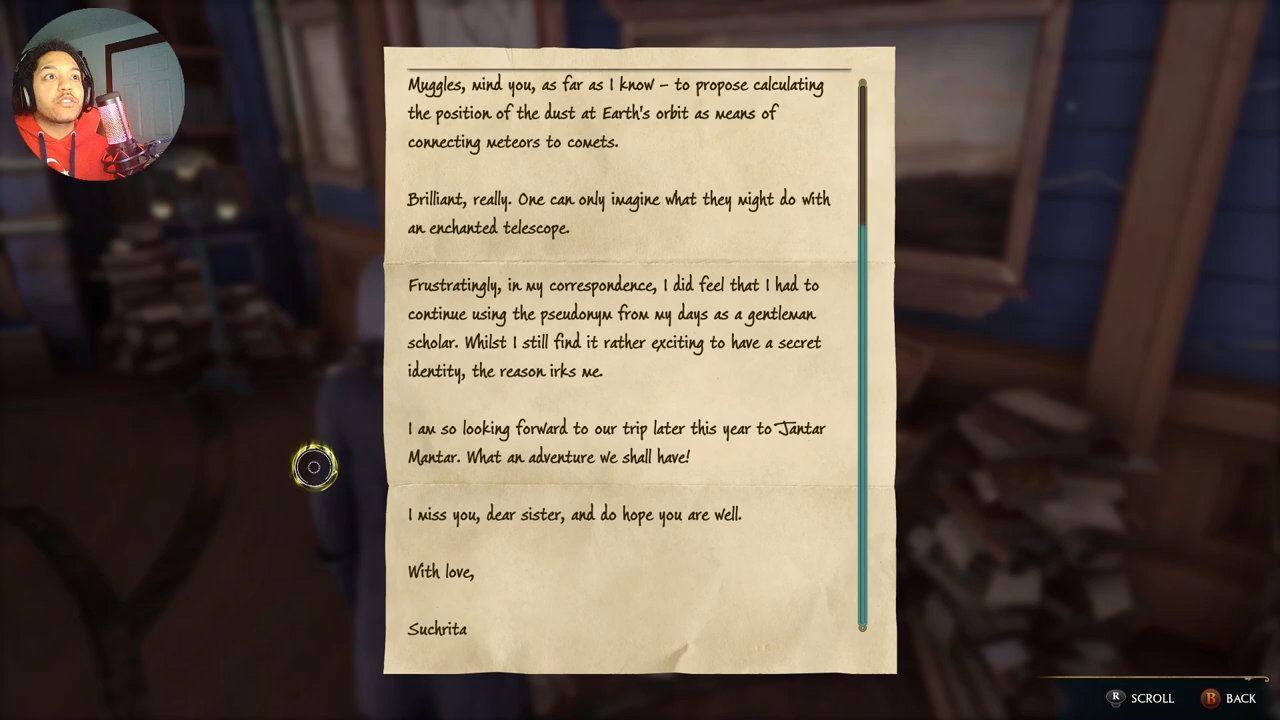 Muggles, mind you, as far as I know – to propose calculating
the position of the dust at Earth's orbit as means of
connecting meteors to comets.
Brilliant, really. One can only imagine what they might do with
an enchanted telescope.
Frustratingly, in my correspondence, I did feel that I had to
continue using the pseudonym from my days as a gentleman
scholar. Whilst I still find it rather exciting to have a secret
identity, the reason irks me.
I am so looking forward to our trip later this year to Jantar
Mantar. What an adventure we shall have!
I miss you, dear sister, and do hope you are well.
With love,
Suchrita
R SCROLL B BACK